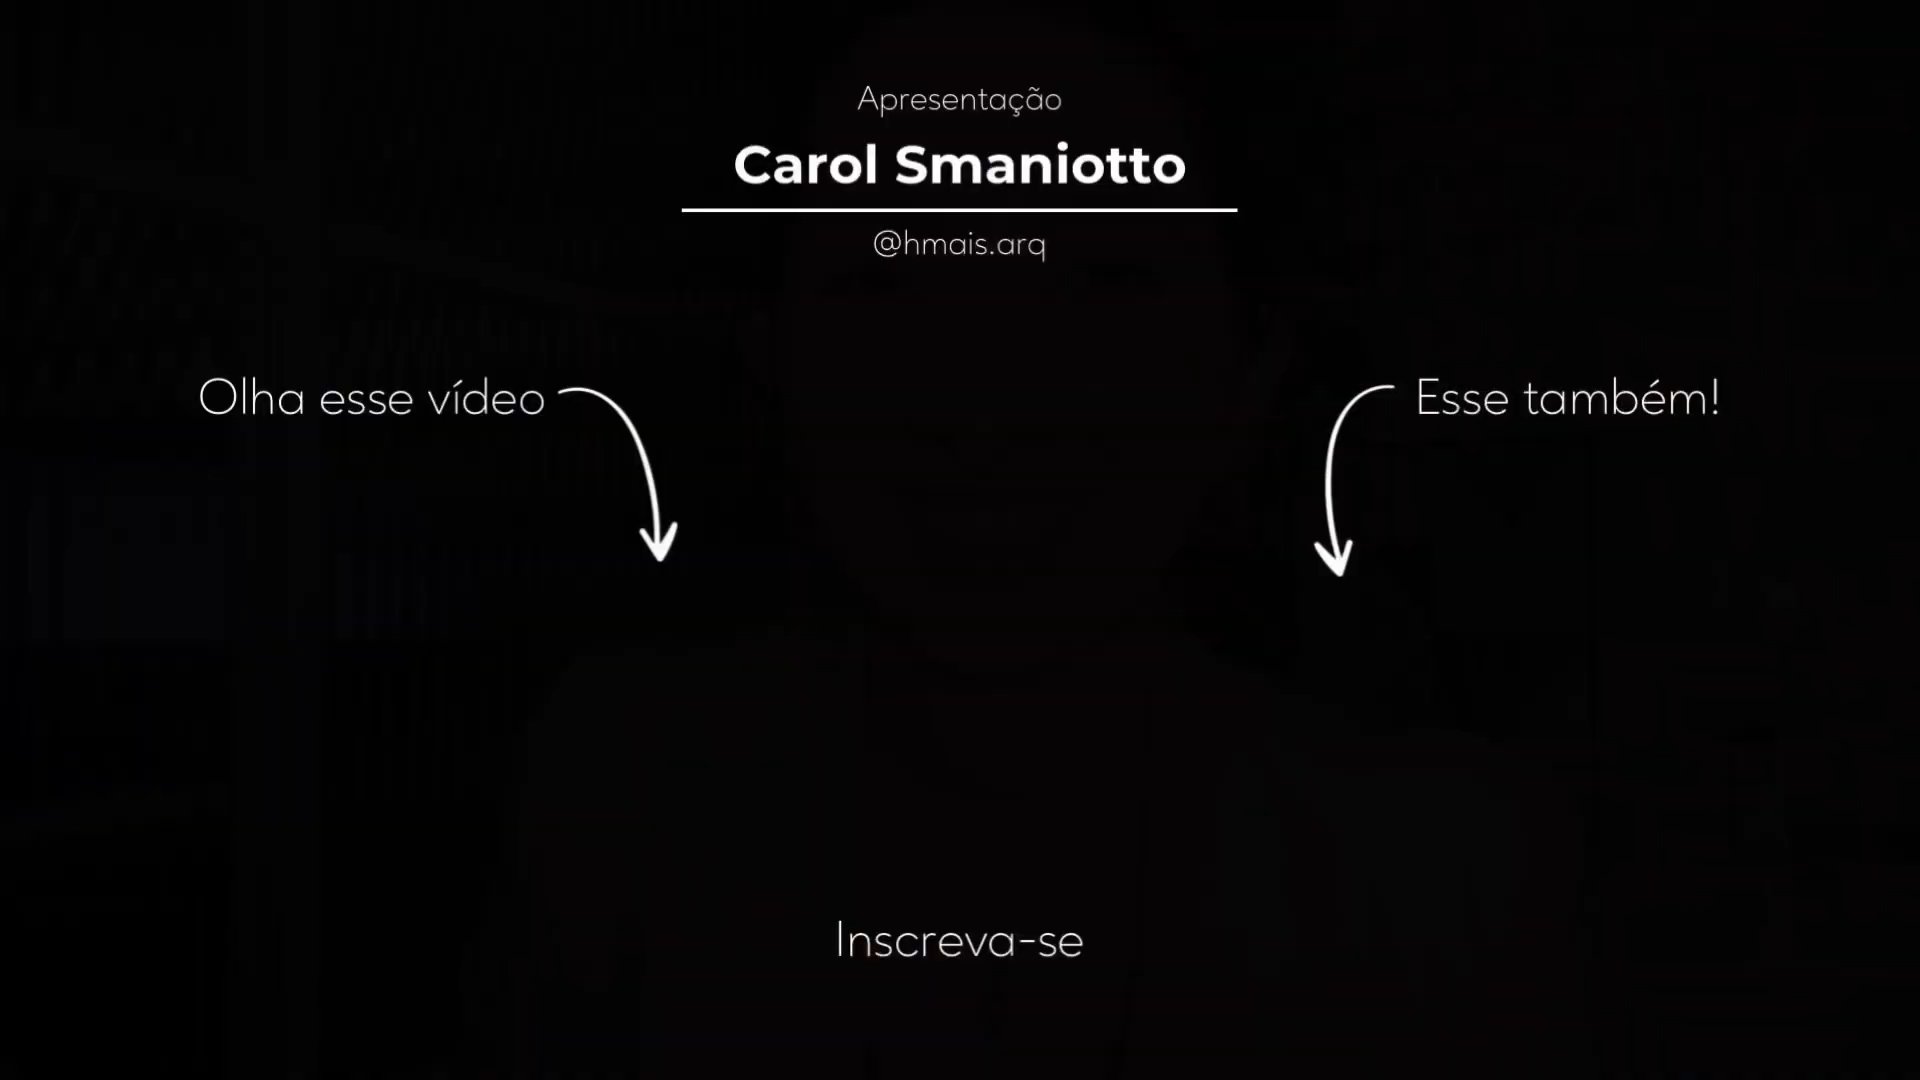 Apresentação
Carol Smaniotto
@hmais.arq
Olha esse vídeo
Esse também!
Inscreva-se